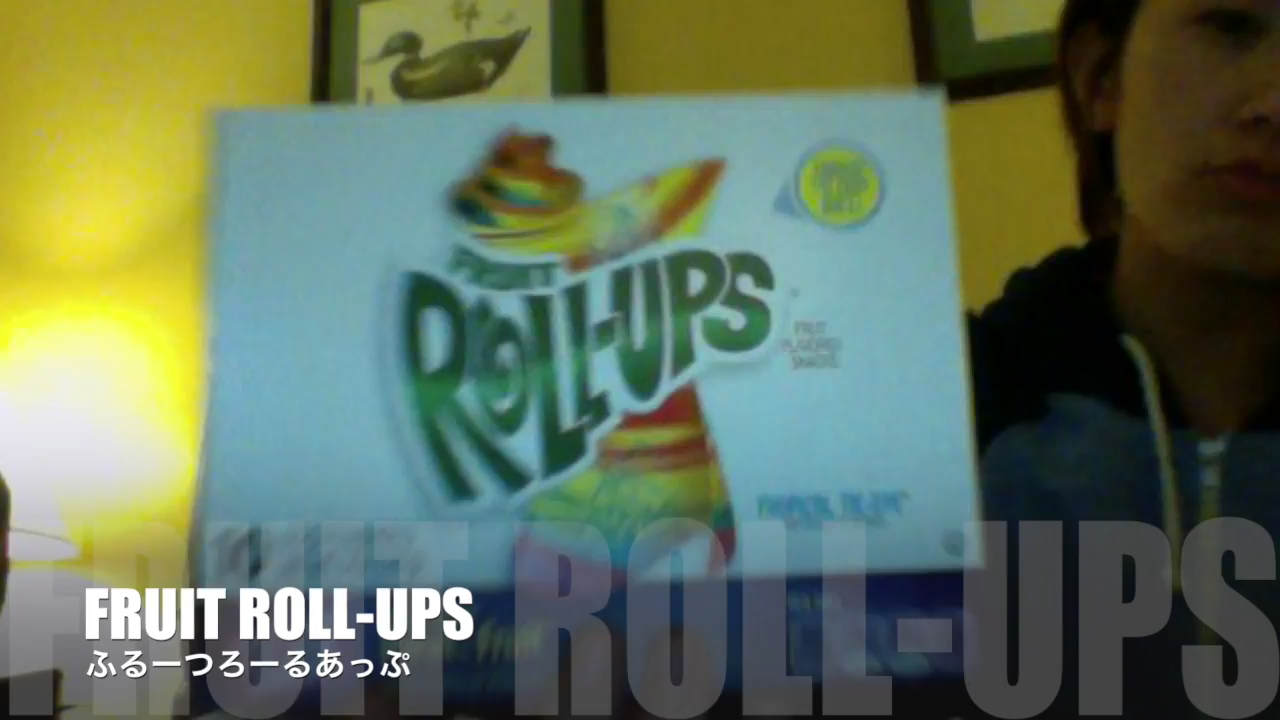 FRUIT
ROLL-UPS
FRUIT
FLAVORED
SNACKS
FRUIT ROLL-UPS
FRUIT ROLL-UPS
ふるーつろーるあっぷ